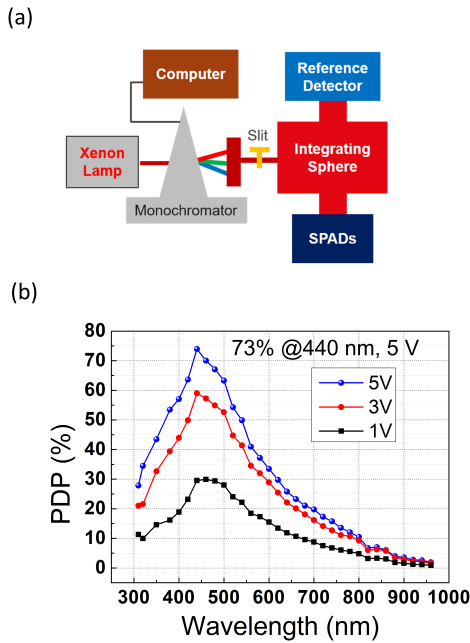 (a)
Computer
Reference
Detector
Slit
Xenon
Lamp
Integrating
Sphere
Monochromator
SPADs
(b)
73% @440 nm, 5 V
5V
3V
1V
PDP (%)
80
70
60
50
40
30
20
10
0
300 400 500 600 700 800 900 1000
Wavelength (nm)